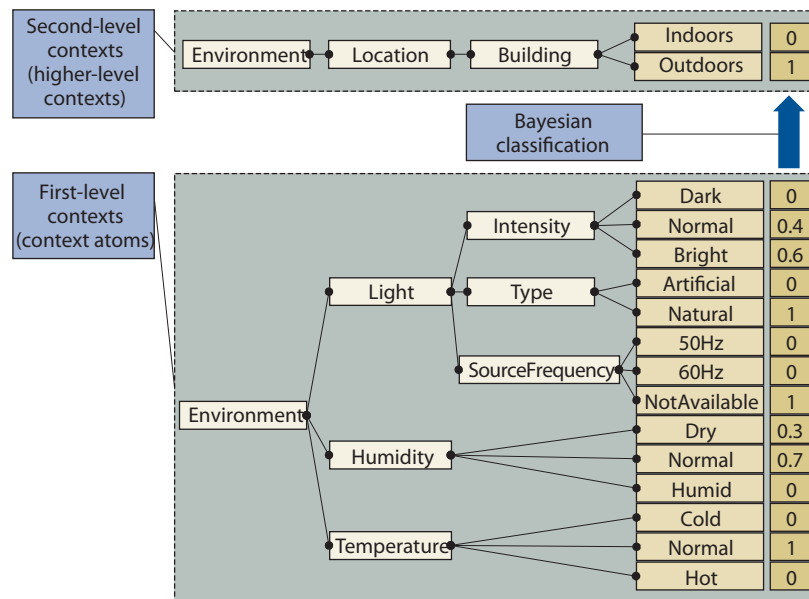 Second-level
contexts
(higher-level
contexts)
Environment
Location
Building
Indoors
0
Outdoors
1
Bayesian
classification
First-level
contexts
(context atoms)
Environment
Light
Intensity
Dark
0
Normal
0.4
Bright
0.6
Type
Artificial
0
Natural
1
SourceFrequency
50Hz
0
60Hz
0
NotAvailable
1
Humidity
Dry
0.3
Normal
0.7
Humid
0
Temperature
Cold
0
Normal
1
Hot
0